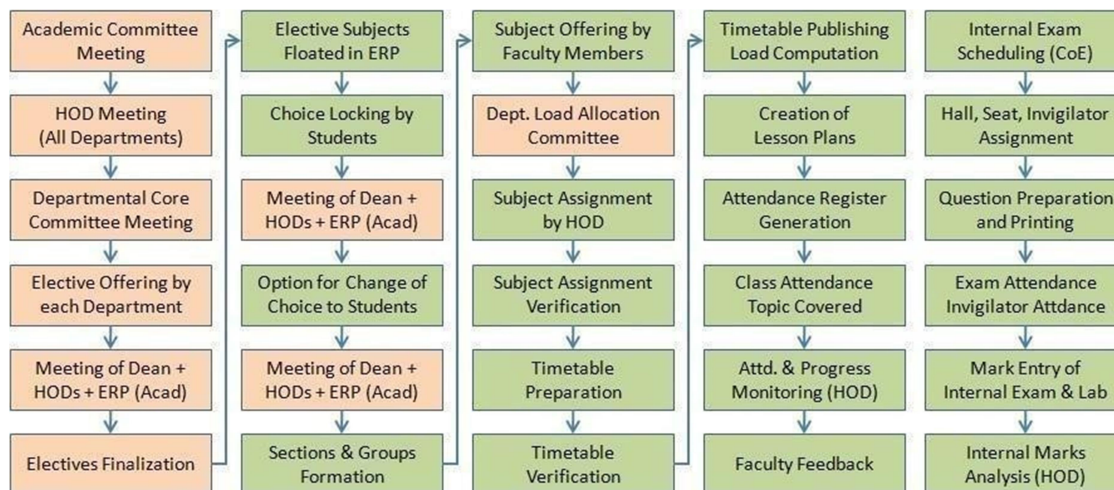 Academic Committee
Meeting
HOD Meeting
(All Departments)
Departmental Core
Committee Meeting
Elective Offering by
each Department
Meeting of Dean +
HODs + ERP (Acad)
Electives Finalization
Elective Subjects
Floated in ERP
Choice Locking by
Students
Meeting of Dean +
HODs + ERP (Acad)
Option for Change of
Choice to Students
Meeting of Dean +
HODs + ERP (Acad)
Sections & Groups
Formation
Subject Offering by
Faculty Members
Dept. Load Allocation
Committee
Subject Assignment
by HOD
Subject Assignment
Verification
Timetable
Preparation
Timetable
Verification
Timetable Publishing
Load Computation
Creation of
Lesson Plans
Attendance Register
Generation
Class Attendance
Topic Covered
Attd. & Progress
Monitoring (HOD)
Faculty Feedback
Internal Exam
Scheduling (CoE)
Hall, Seat, Invigilator
Assignment
Question Preparation
and Printing
Exam Attendance
Invigilator Attdance
Mark Entry of
Internal Exam & Lab
Internal Marks
Analysis (HOD)